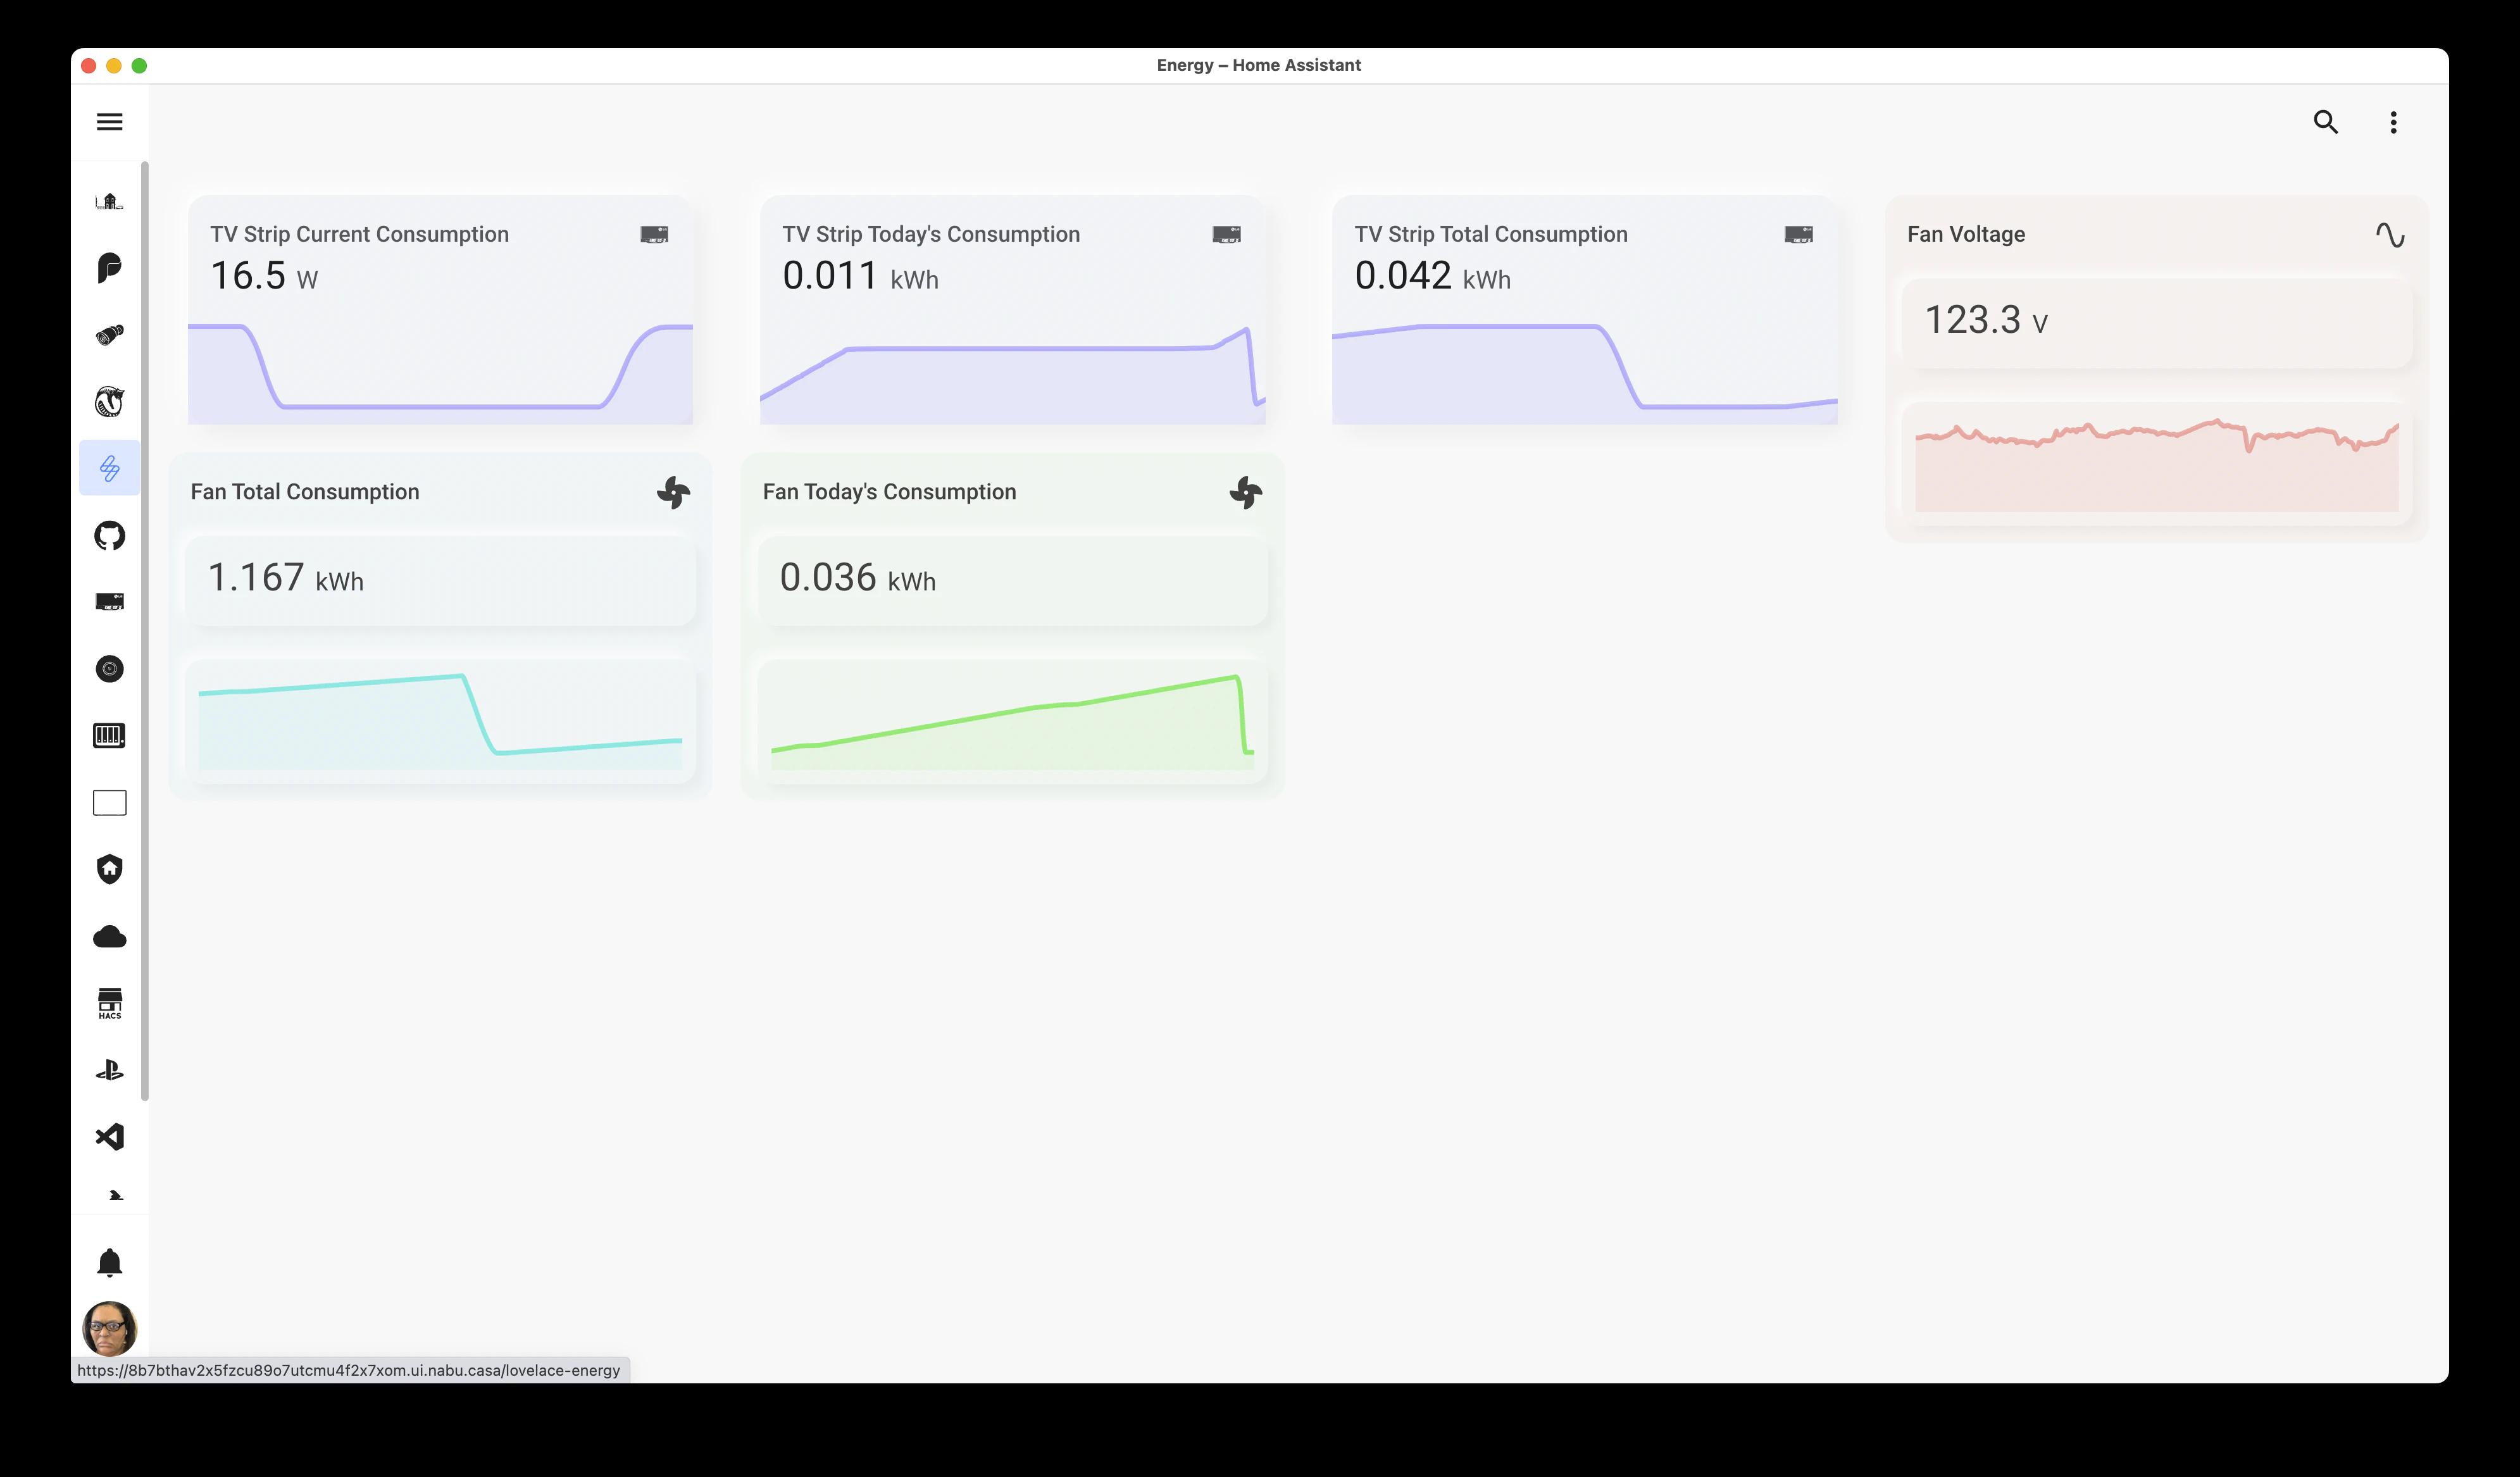 Energy – Home Assistant
TV Strip Current Consumption
16.5 W
TV Strip Today's Consumption
0.011 kWh
TV Strip Total Consumption
0.042 kWh
Fan Voltage
123.3 V
Fan Total Consumption
1.167 kWh
Fan Today's Consumption
0.036 kWh
HACS
https://8b7bthav2x5fzcu89o7utcmu4f2x7xom.ui.nabu.casa/lovelace-energy